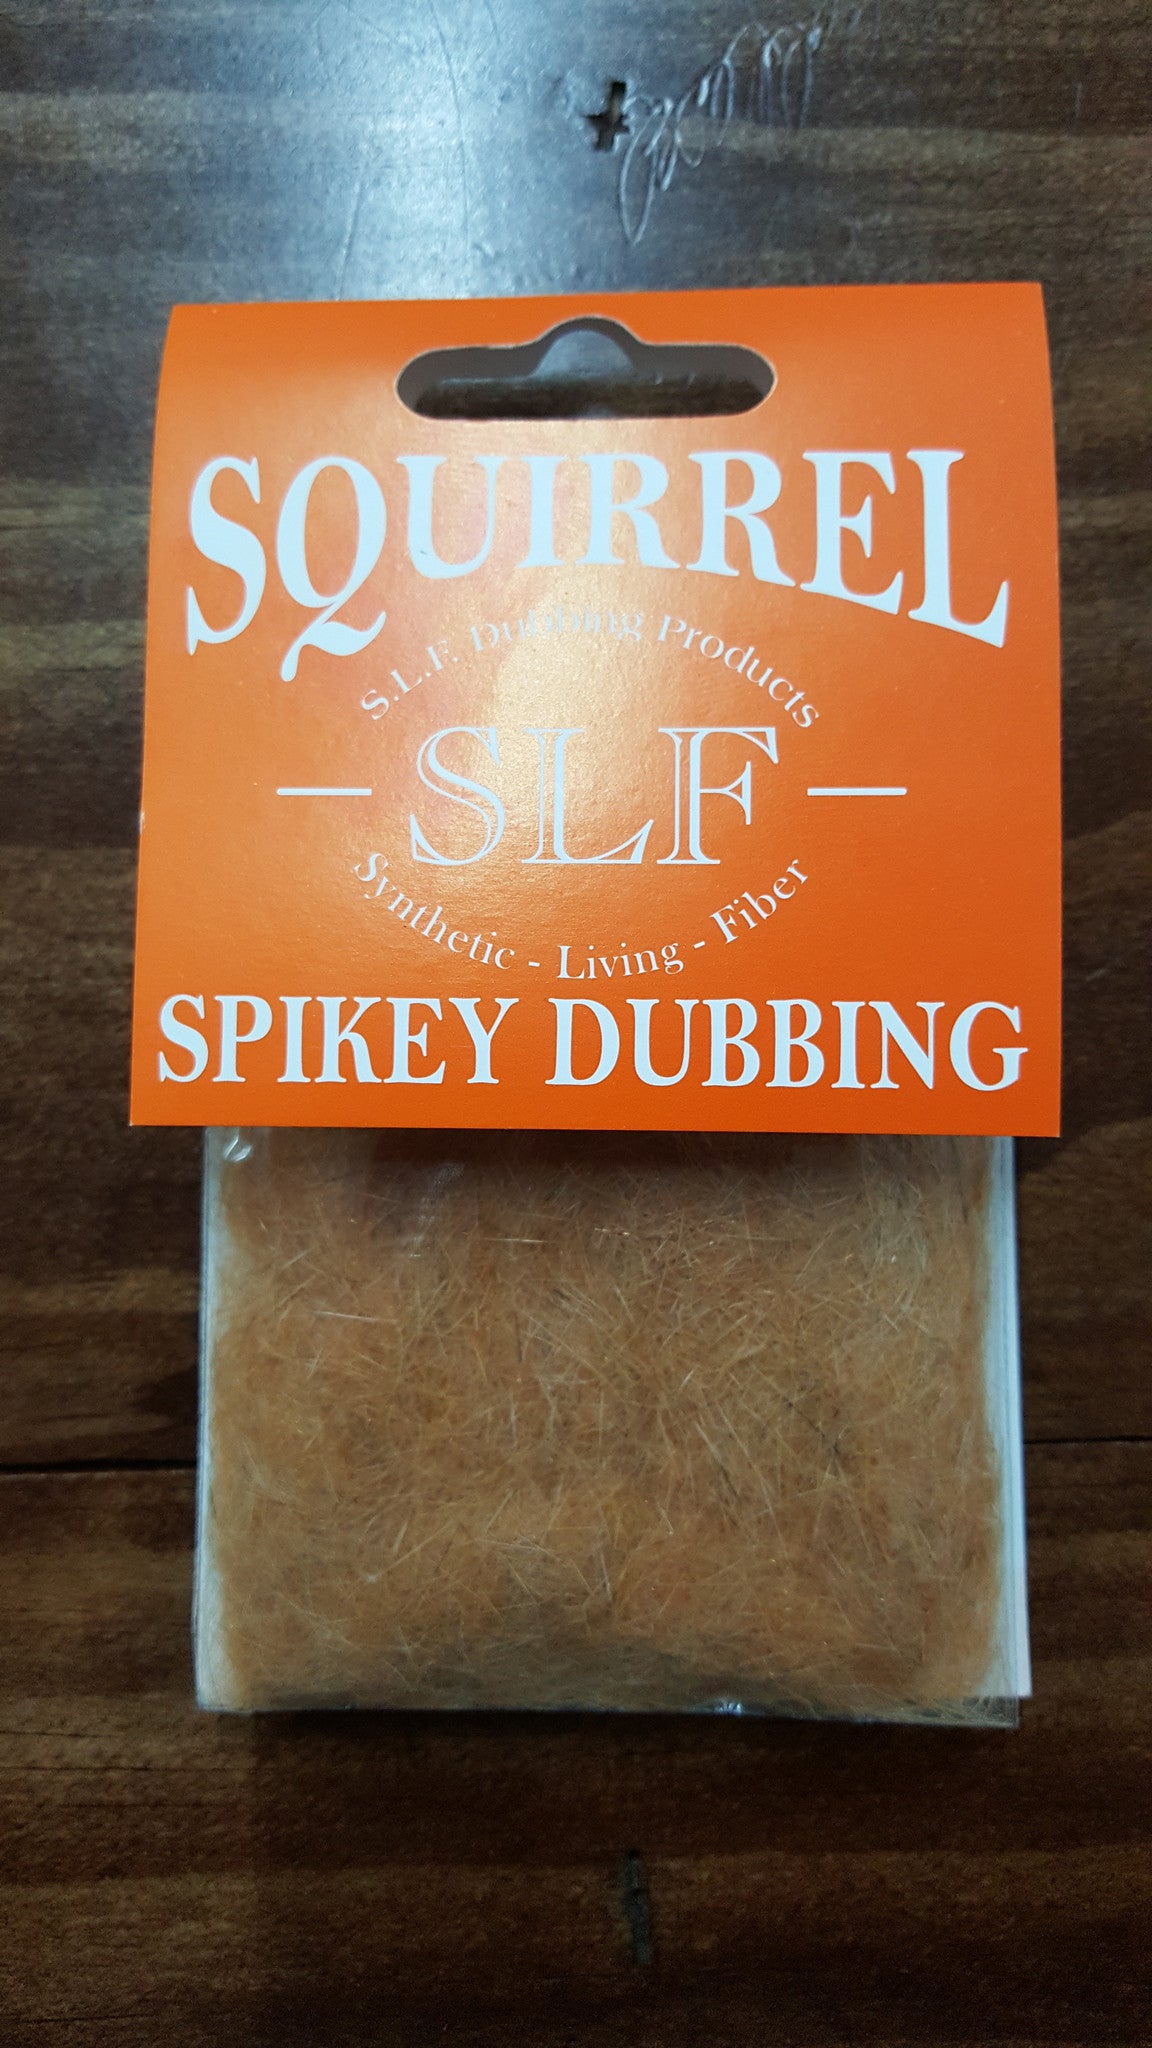 SQUIRREL
S.L.F. Dubbing Products
SLF
Synthetic - Living - Fiber
SPIKEY DUBBING